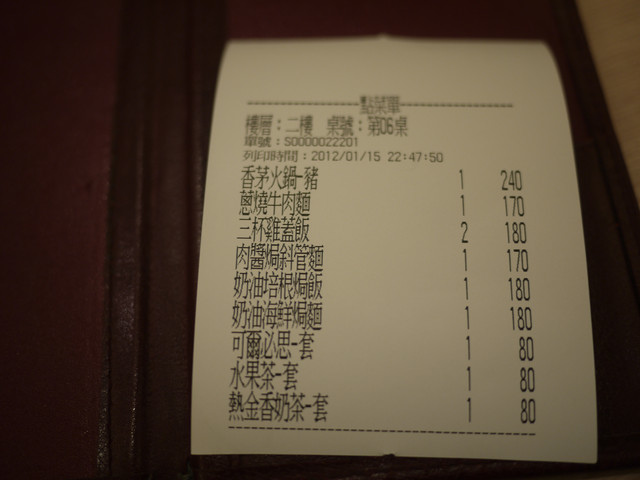 點菜單
樓層：二樓 桌號：第06桌
單號：S0000022201
列印時間：2012/01/15 22:47:50
香茅火鍋-豬 1 240
蔥燒牛肉麵 1 170
三杯雞蓋飯 2 180
肉醬焗斜管麵 1 170
奶油培根焗飯 1 180
奶油海鮮焗麵 1 180
可爾必思-套 1 80
水果茶-套 1 80
熱金香奶茶-套 1 80